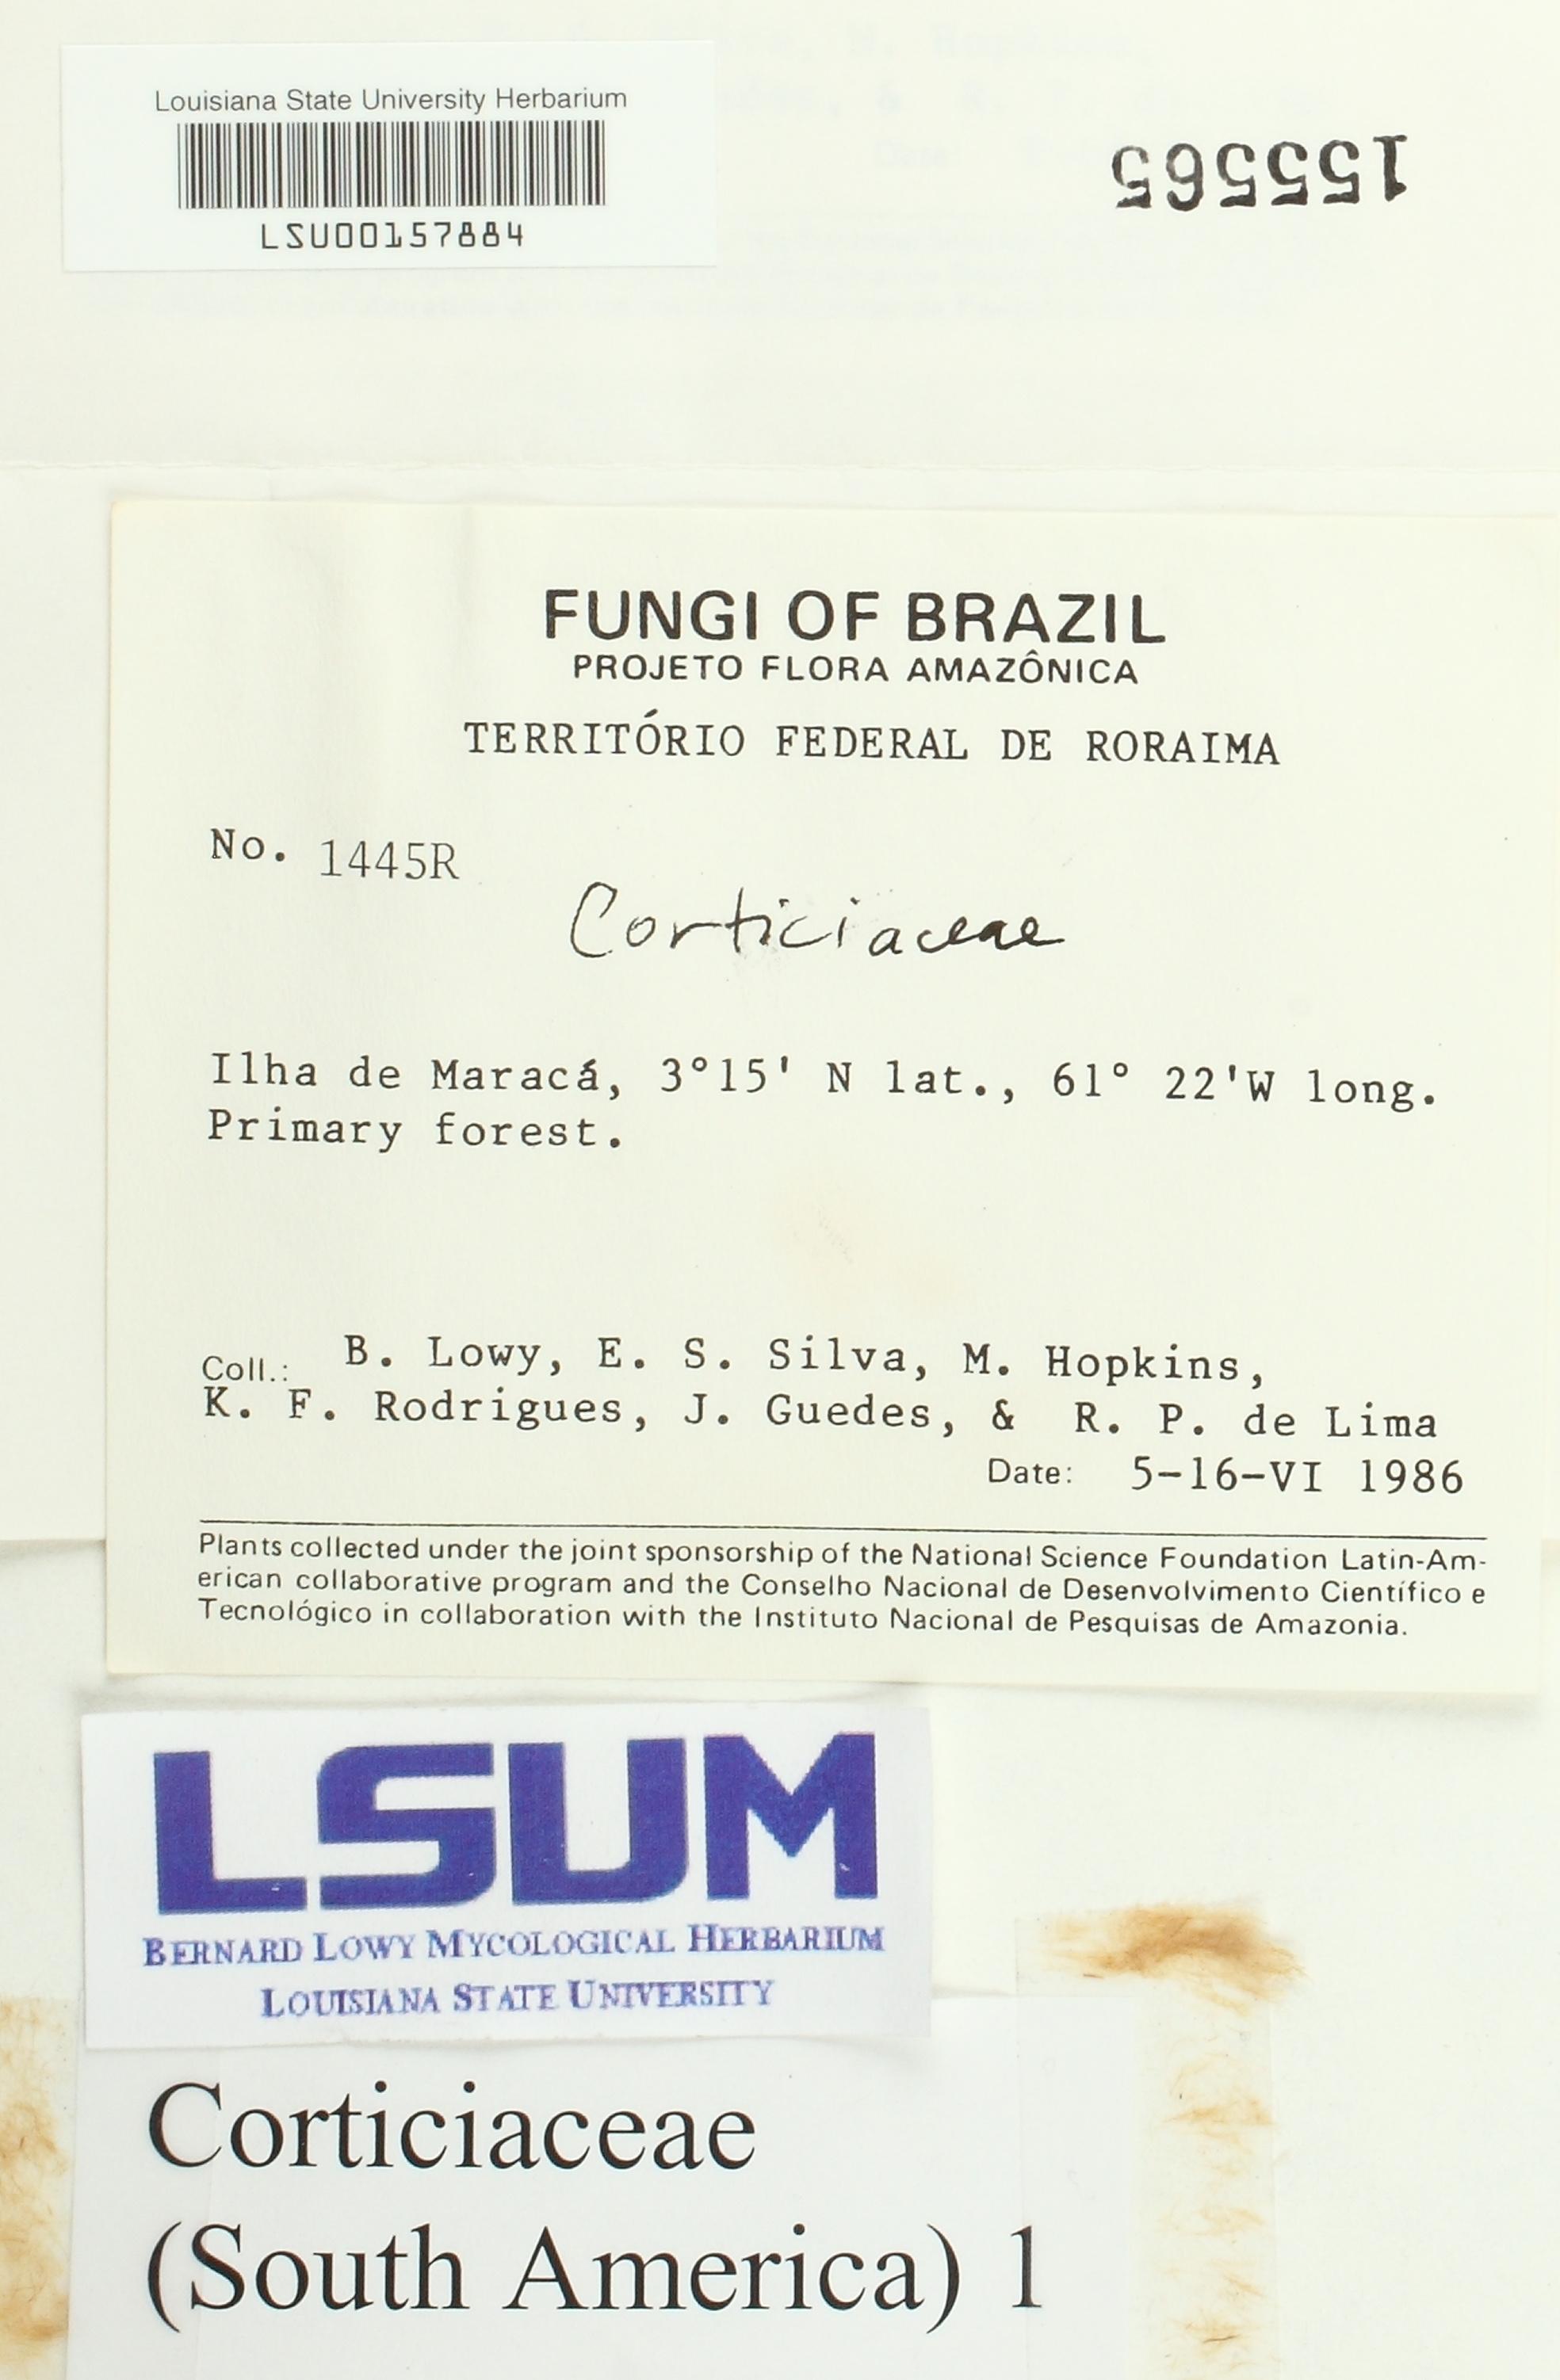 Louisiana State University Herbarium
LSU00157884
155565
FUNGI OF BRAZIL
PROJETO FLORA AMAZÔNICA
TERRITÓRIO FEDERAL DE RORAIMA
No. 1445R
Corticiaceae
Ilha de Maracá, 3°15' N lat., 61° 22'W long.
Primary forest.
Coll.: B. Lowy, E. S. Silva, M. Hopkins,
K. F. Rodrigues, J. Guedes, & R. P. de Lima
Date: 5-16-VI 1986
Plants collected under the joint sponsorship of the National Science Foundation Latin-Am-
erican collaborative program and the Conselho Nacional de Desenvolvimento Científico e
Tecnológico in collaboration with the Instituto Nacional de Pesquisas de Amazonia.
LSUM
BERNARD LOWY MYCOLOGICAL HERBARIUM
LOUISIANA STATE UNIVERSITY
Corticiaceae
(South America) 1